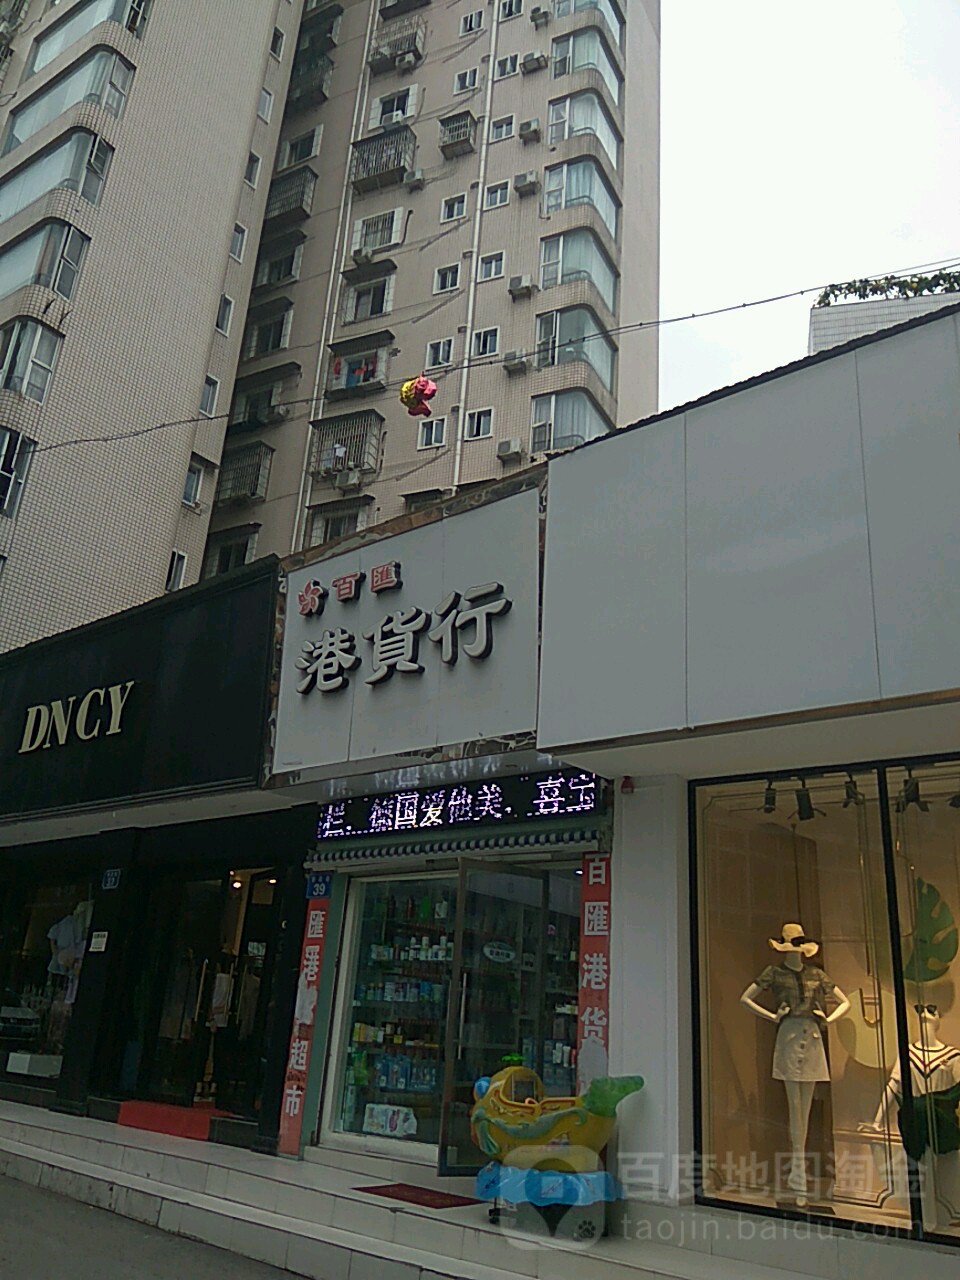 百匯
港貨行
DNCY
德国爱他美、喜宝
39
百匯港货
匯港
超市
百度地图淘金
taojin.baidu.com